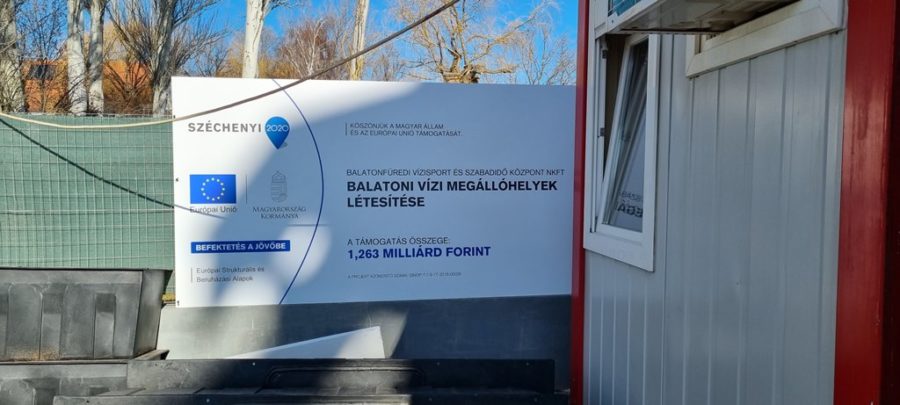 SZÉCHENYI 2020
KÖSZÖNJÜK A MAGYAR ÁLLAM
ÉS AZ EURÓPAI UNIÓ TÁMOGATÁSÁT.
BALATONFÜREDI VÍZISPORT ÉS SZABADIDŐ KÖZPONT NKFT
BALATONI VÍZI MEGÁLLÓHELYEK
LÉTESÍTÉSE
Európai Unió
MAGYARORSZÁG
KORMÁNYA
BEFEKTETÉS A JÖVŐBE
Európai Strukturális és
Beruházási Alapok
A TÁMOGATÁS ÖSSZEGE:
1,263 MILLIÁRD FORINT